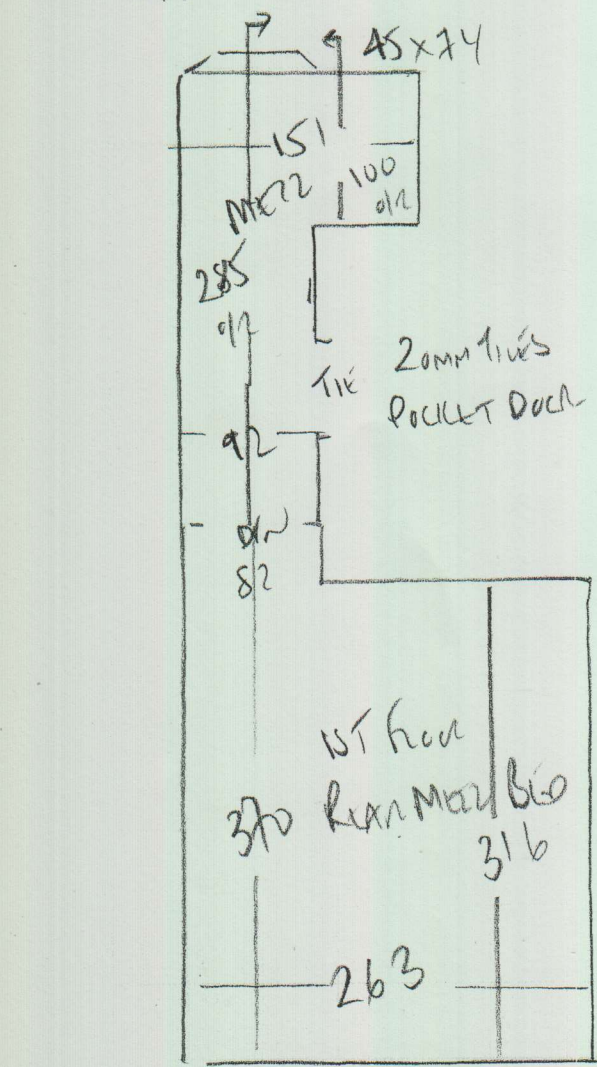 45x74
151
MEZZ
100
O/R
285
O/R
TIE
20MM TILES
POCKET DOOR
92
82
1ST FLOOR
REAR MEZZ BED
370
316
263